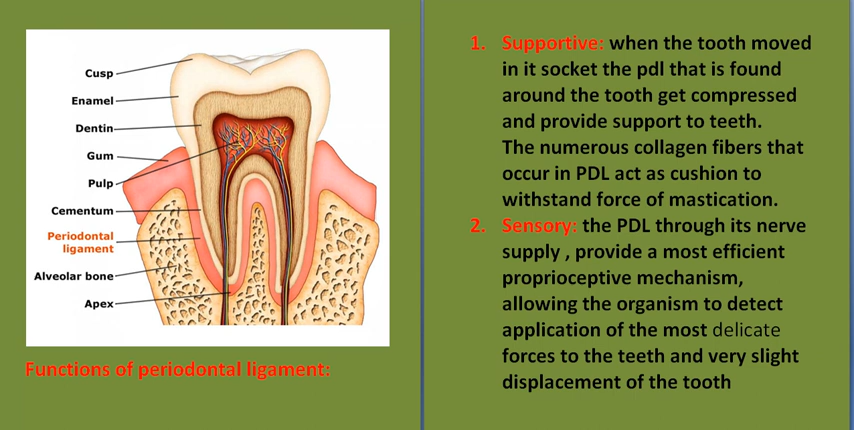 Cusp
Enamel
Dentin
Gum
Pulp
Cementum
Periodontal
ligament
Alveolar bone
Apex
Functions of periodontal ligament:
1. Supportive: when the tooth moved
in it socket the pdl that is found
around the tooth get compressed
and provide support to teeth.
The numerous collagen fibers that
occur in PDL act as cushion to
withstand force of mastication.
2. Sensory: the PDL through its nerve
supply , provide a most efficient
proprioceptive mechanism,
allowing the organism to detect
application of the most delicate
forces to the teeth and very slight
displacement of the tooth